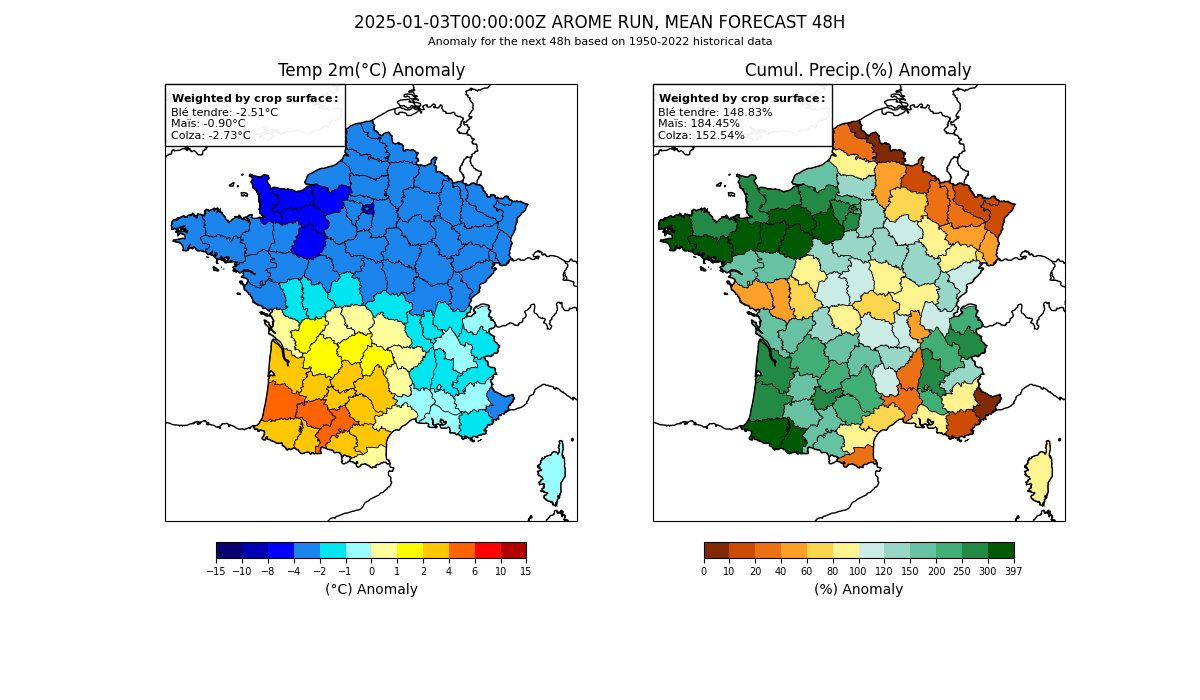 2025-01-03T00:00:00Z AROME RUN, MEAN FORECAST 48H
Anomaly for the next 48h based on 1950-2022 historical data
Temp 2m(°C) Anomaly
Weighted by crop surface:
Blé tendre: -2.51°C
Maïs: -0.90°C
Colza: -2.73°C
−15 −10 −8 −4 −2 −1 0 1 2 4 6 10 15
(°C) Anomaly
Cumul. Precip.(%) Anomaly
Weighted by crop surface:
Blé tendre: 148.83%
Maïs: 184.45%
Colza: 152.54%
0 10 20 40 60 80 100 120 150 200 250 300 397
(%) Anomaly